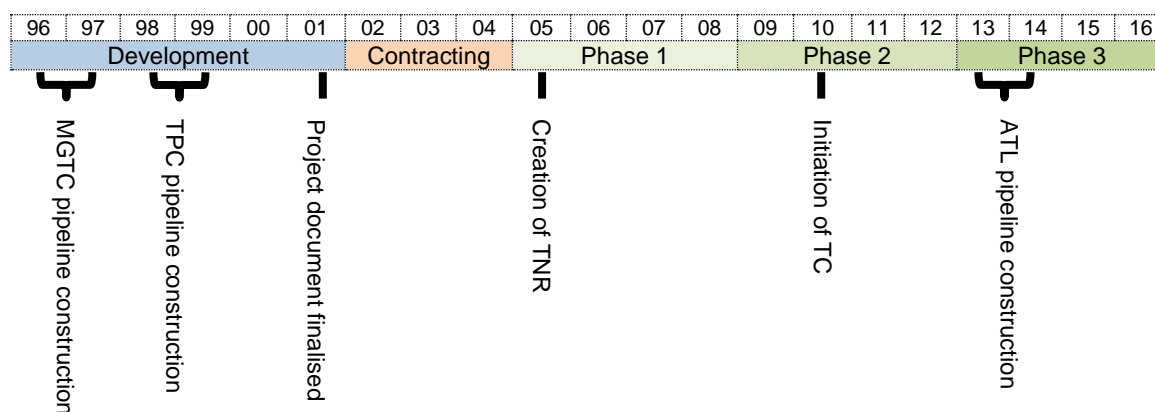 96 97 98 99 00 01 02 03 04 05 06 07 08 09 10 11 12 13 14 15 16
Development Contracting Phase 1 Phase 2 Phase 3
MGTC pipeline construction
TPC pipeline construction
Project document finalised
Creation of TNR
Initiation of TC
ATL pipeline construction